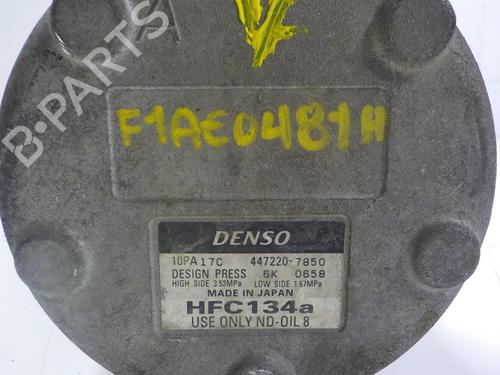 B-PARTS
F1AE0481H
DENSO
10PA17C 447220-7850
DESIGN PRESS 6K 0658
HIGH SIDE 3.53MPa LOW SIDE 1.67MPa
MADE IN JAPAN
HFC134a
USE ONLY ND-OIL 8